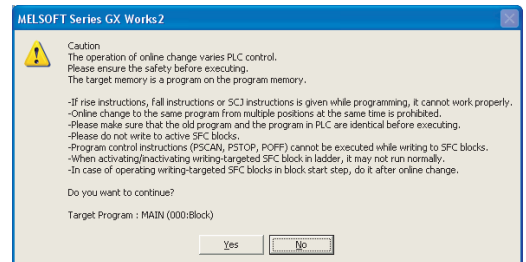 MELSOFT Series GX Works2
Caution
The operation of online change varies PLC control.
Please ensure the safety before executing.
The target memory is a program on the program memory.
-If rise instructions, fall instructions or SCJ instructions is given while programming, it cannot work properly.
-Online change to the same program from multiple positions at the same time is prohibited.
-Please make sure that the old program and the program in PLC are identical before executing.
-Please do not write to active SFC blocks.
-Program control instructions (PSCAN, PSTOP, POFF) cannot be executed while writing to SFC blocks.
-When activating/inactivating writing-targeted SFC block in ladder, it may not run normally.
-In case of operating writing-targeted SFC blocks in block start step, do it after online change.
Do you want to continue?
Target Program : MAIN (000:Block)
Yes No